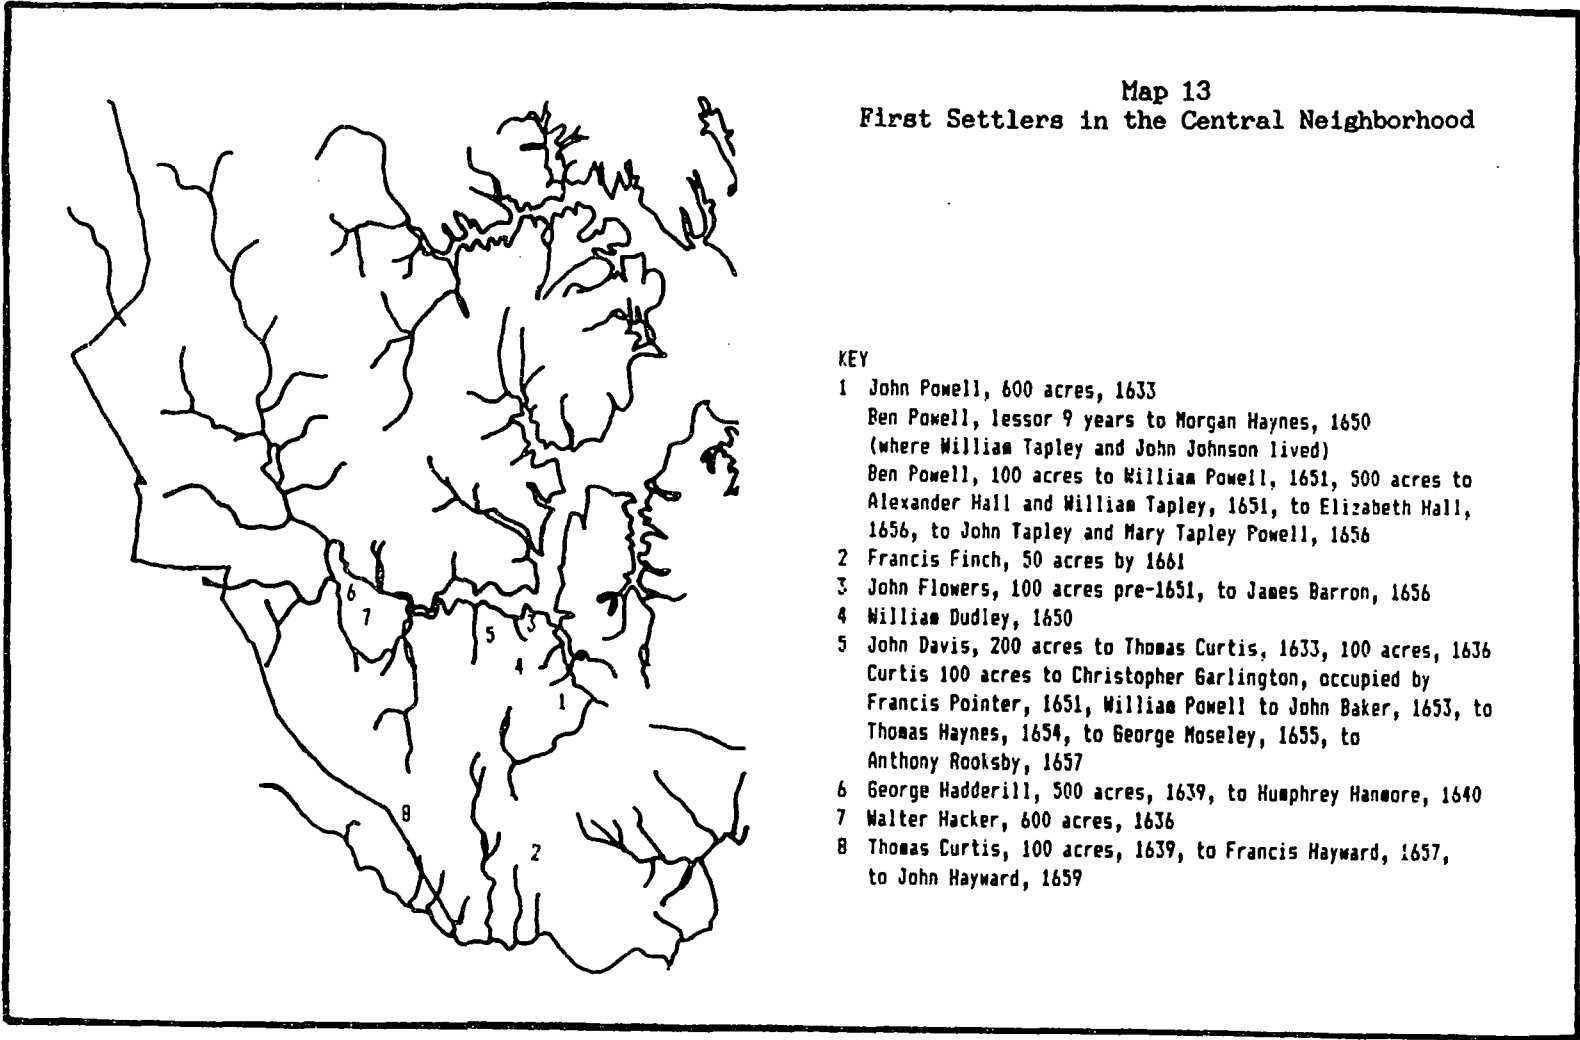 Map 13
First Settlers in the Central Neighborhood
KEY
1 John Powell, 600 acres, 1633
Ben Powell, lessor 9 years to Morgan Haynes, 1650
(where William Tapley and John Johnson lived)
Ben Powell, 100 acres to William Powell, 1651, 500 acres to
Alexander Hall and William Tapley, 1651, to Elizabeth Hall,
1656, to John Tapley and Mary Tapley Powell, 1656
2 Francis Finch, 50 acres by 1661
3 John Flowers, 100 acres pre-1651, to James Barron, 1656
4 William Dudley, 1650
5 John Davis, 200 acres to Thomas Curtis, 1633, 100 acres, 1636
Curtis 100 acres to Christopher Garlington, occupied by
Francis Pointer, 1651, William Powell to John Baker, 1653, to
Thomas Haynes, 1654, to George Moseley, 1655, to
Anthony Rooksby, 1657
6 George Hadderill, 500 acres, 1639, to Humphrey Hanmore, 1640
7 Walter Hacker, 600 acres, 1636
8 Thomas Curtis, 100 acres, 1639, to Francis Hayward, 1657,
to John Hayward, 1659
6
7
5
3
4
1
8
2